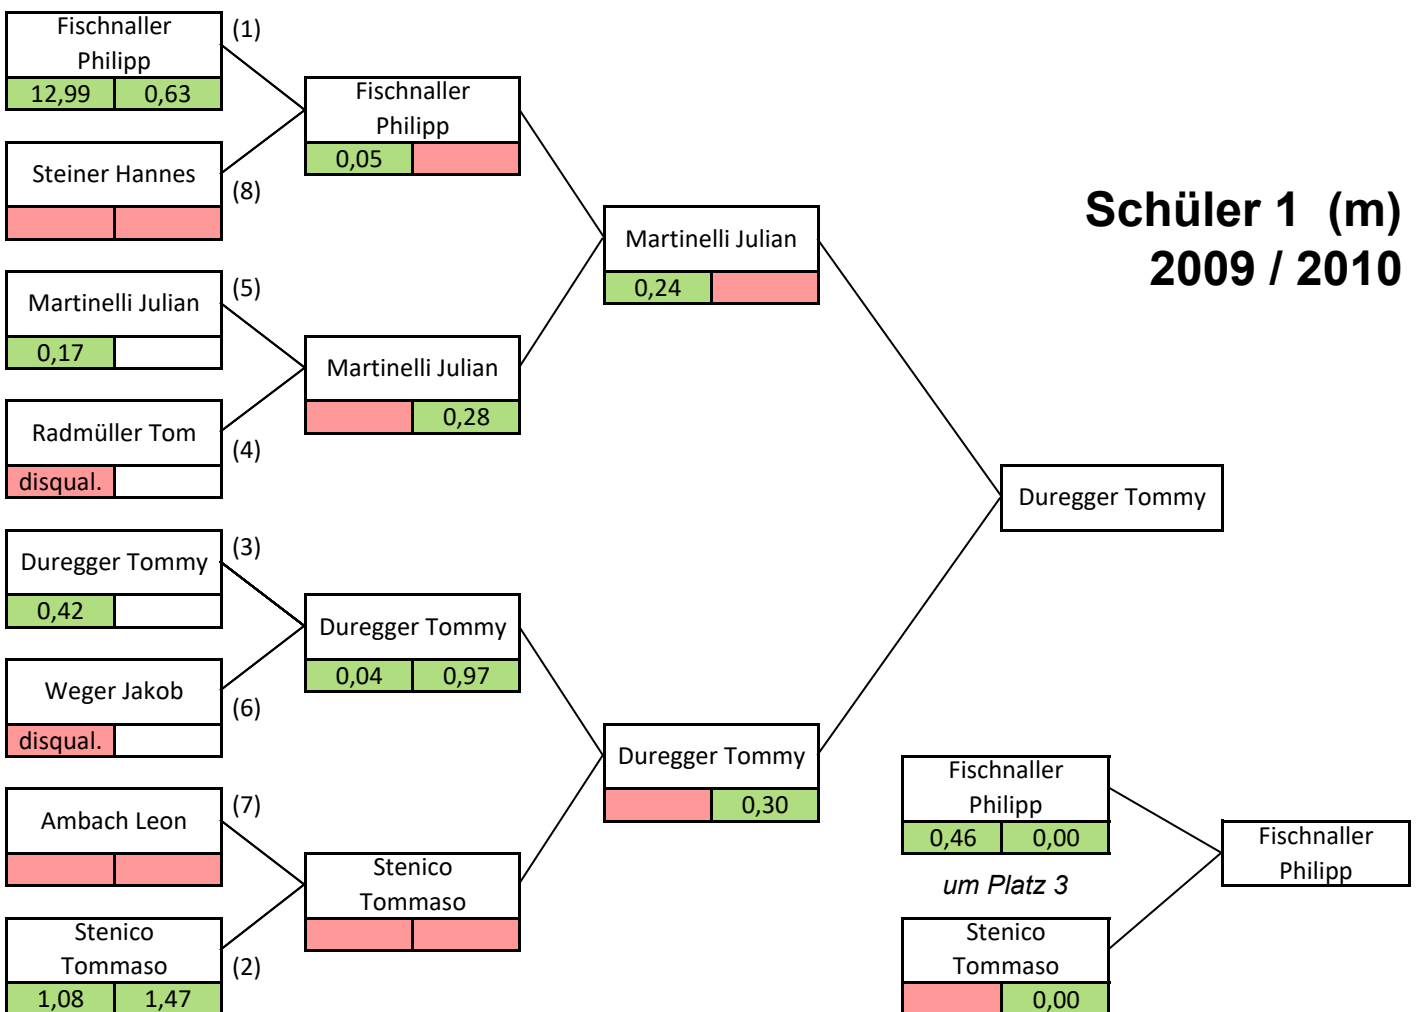 Fischnaller
Philipp
12,99 0,63
(1)
Steiner Hannes
(8)
Martinelli Julian
0,17
(5)
Radmüller Tom
disqual.
(4)
Duregger Tommy
0,42
(3)
Weger Jakob
disqual.
(6)
Ambach Leon
(7)
Stenico
Tommaso
1,08 1,47
(2)
Fischnaller
Philipp
0,05
Martinelli Julian
0,28
Duregger Tommy
0,04 0,97
Stenico
Tommaso
Martinelli Julian
0,24
Duregger Tommy
0,30
Duregger Tommy
Schüler 1 (m)
2009 / 2010
Fischnaller
Philipp
0,46 0,00
um Platz 3
Stenico
Tommaso
0,00
Fischnaller
Philipp